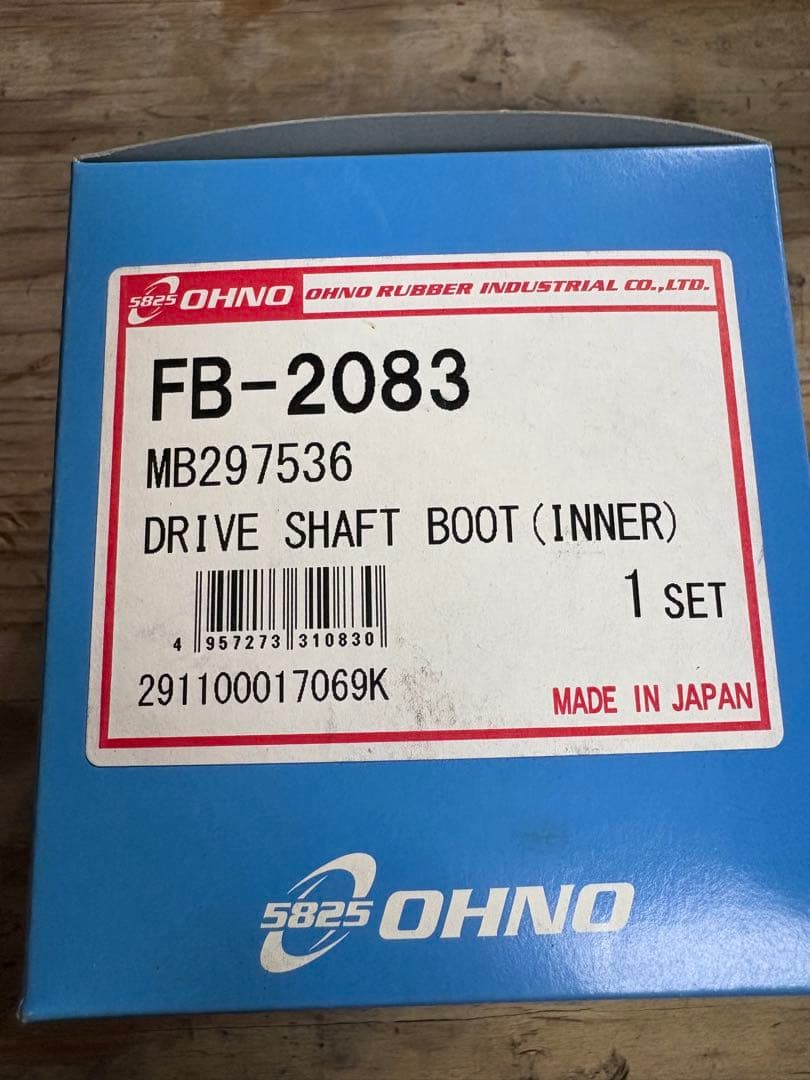 5825 OHNO OHNO RUBBER INDUSTRIAL CO.,LTD.
FB-2083
MB297536
DRIVE SHAFT BOOT(INNER)
1 SET
4 957273 310830
291100017069K
MADE IN JAPAN
5825 OHNO